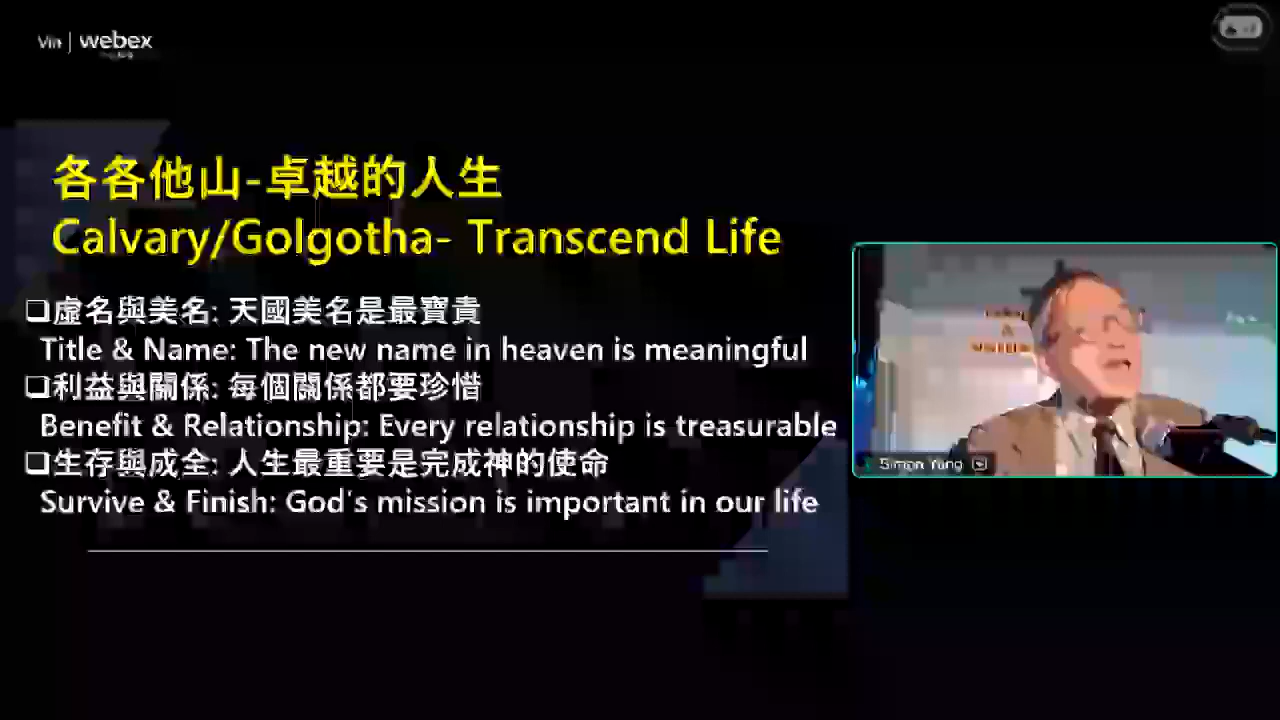 webex
各各他山-卓越的人生
Calvary/Golgotha- Transcend Life
❑虛名與美名: 天國美名是最寶貴
Title & Name: The new name in heaven is meaningful
❑利益與關係: 每個關係都要珍惜
Benefit & Relationship: Every relationship is treasurable
❑生存與成全: 人生最重要是完成神的使命
Survive & Finish: God's mission is important in our life
Simon Yung